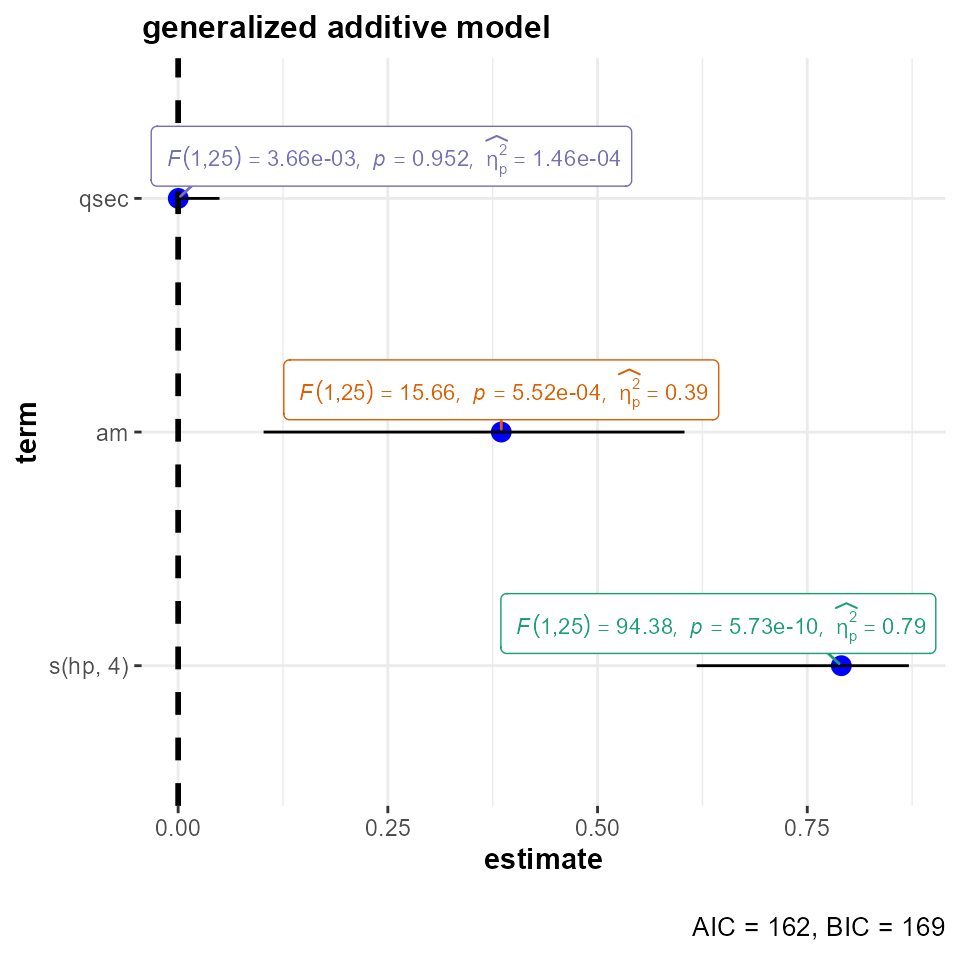 generalized additive model
F(1,25) = 3.66e-03, p = 0.952, η̂²ₚ = 1.46e-04
qsec
F(1,25) = 15.66, p = 5.52e-04, η̂²ₚ = 0.39
am
term
F(1,25) = 94.38, p = 5.73e-10, η̂²ₚ = 0.79
s(hp, 4)
0.00 0.25 0.50 0.75
estimate
AIC = 162, BIC = 169